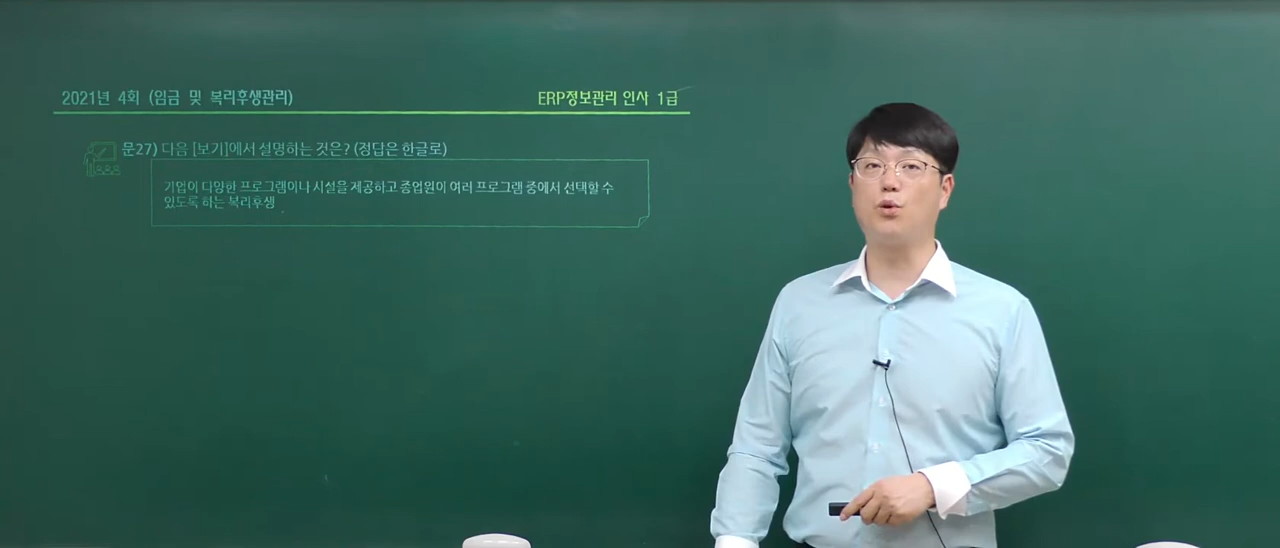 2021년 4회 (임금 및 복리후생관리)
ERP정보관리 인사 1급
문27) 다음 [보기]에서 설명하는 것은? (정답은 한글로)
기업이 다양한 프로그램이나 시설을 제공하고 종업원이 여러 프로그램 중에서 선택할 수
있도록 하는 복리후생